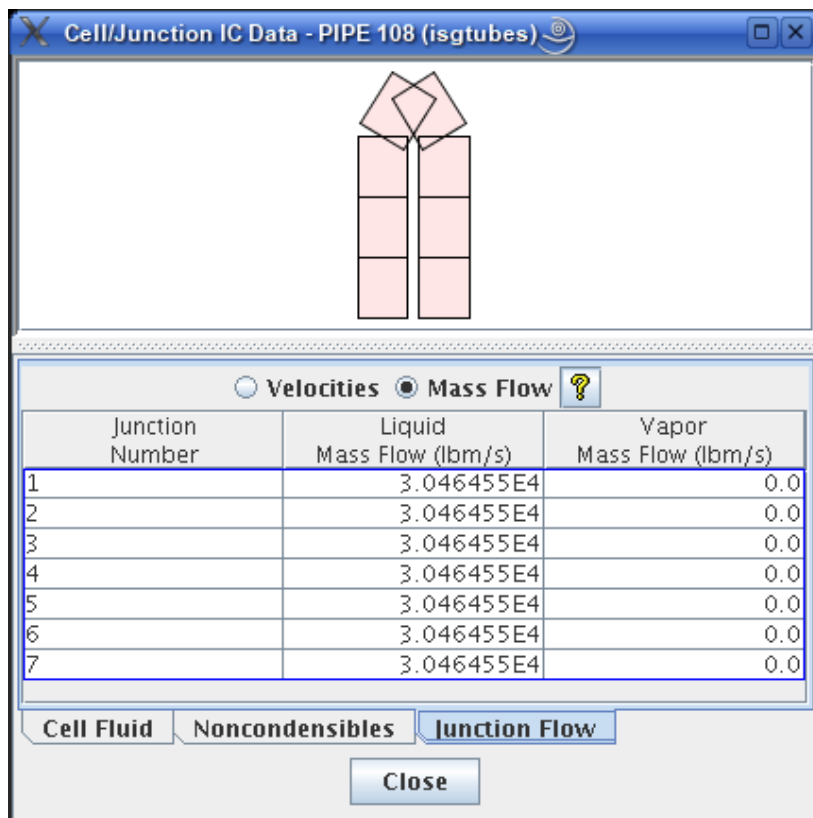 Cell/Junction IC Data - PIPE 108 (isgtubes)
Velocities Mass Flow ?
Junction Number Liquid Mass Flow (lbm/s) Vapor Mass Flow (lbm/s)
1 3.046455E4 0.0
2 3.046455E4 0.0
3 3.046455E4 0.0
4 3.046455E4 0.0
5 3.046455E4 0.0
6 3.046455E4 0.0
7 3.046455E4 0.0
Cell Fluid Noncondensibles Junction Flow
Close